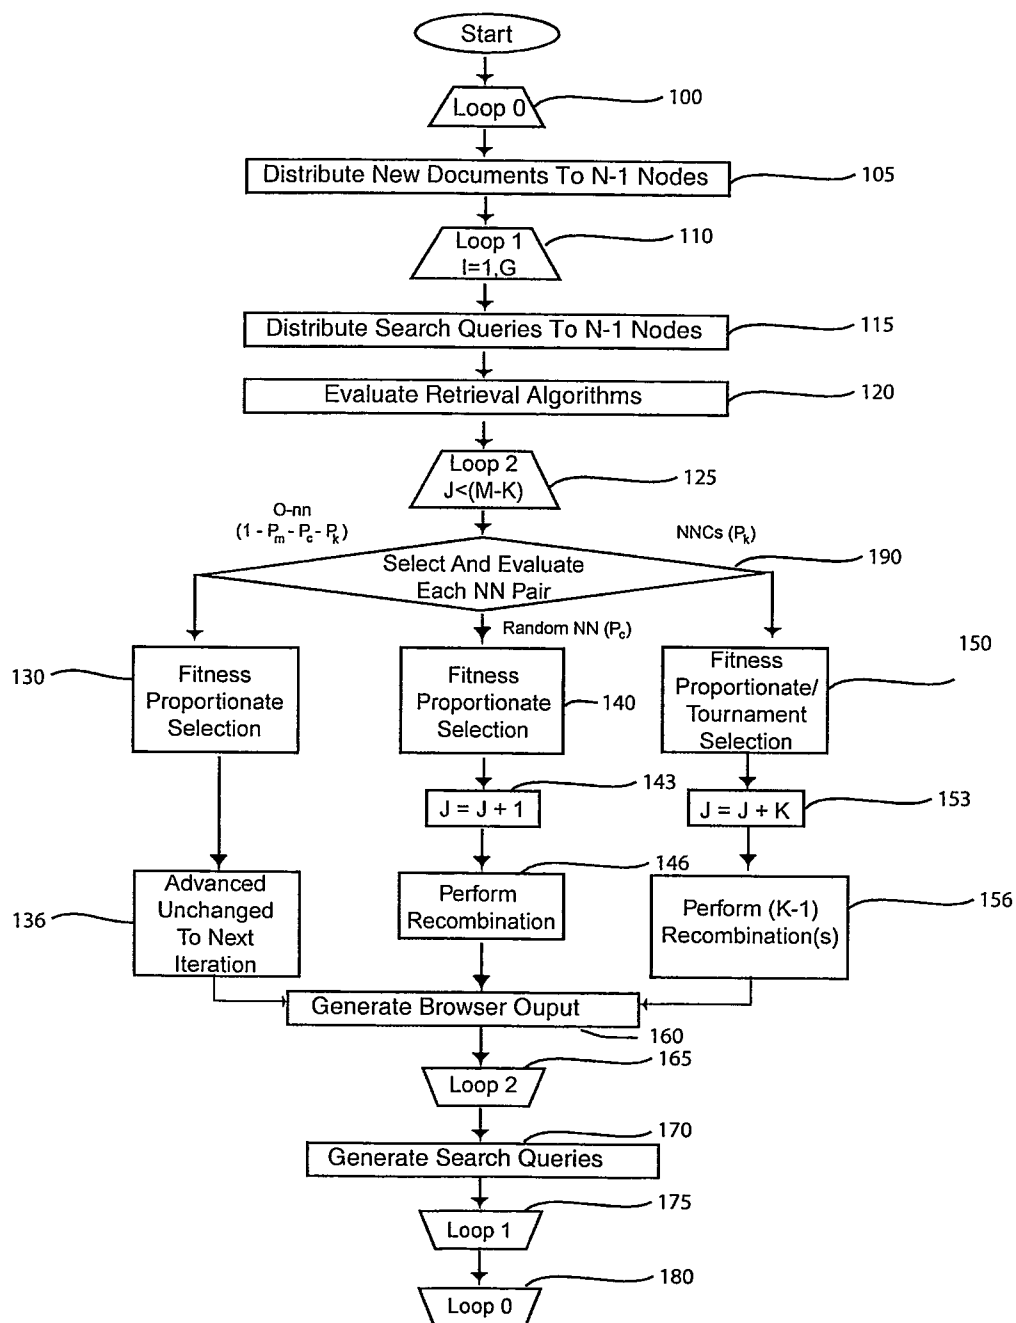 Start
Loop 0
100
Distribute New Documents To N-1 Nodes
105
Loop 1
I=1,G
110
Distribute Search Queries To N-1 Nodes
115
Evaluate Retrieval Algorithms
120
Loop 2
J<(M-K)
125
O-nn
(1 - Pm - Pc - Pk)
NNCs (Pk)
Select And Evaluate
Each NN Pair
190
Random NN (Pc)
130
Fitness
Proportionate
Selection
Fitness
Proportionate
Selection
140
Fitness
Proportionate/
Tournament
Selection
150
J = J + 1
143
J = J + K
153
136
Advanced
Unchanged
To Next
Iteration
Perform
Recombination
146
Perform (K-1)
Recombination(s)
156
Generate Browser Ouput
160
Loop 2
165
Generate Search Queries
170
Loop 1
175
Loop 0
180